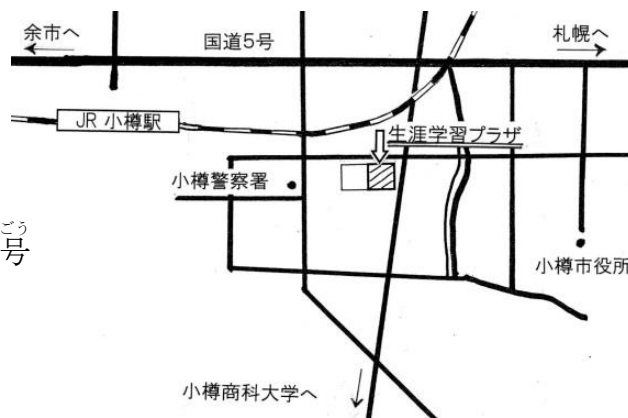 余市へ
国道5号
札幌へ
JR 小樽駅
生涯学習プラザ
小樽警察署
ごう
号
小樽市役所
小樽商科大学へ